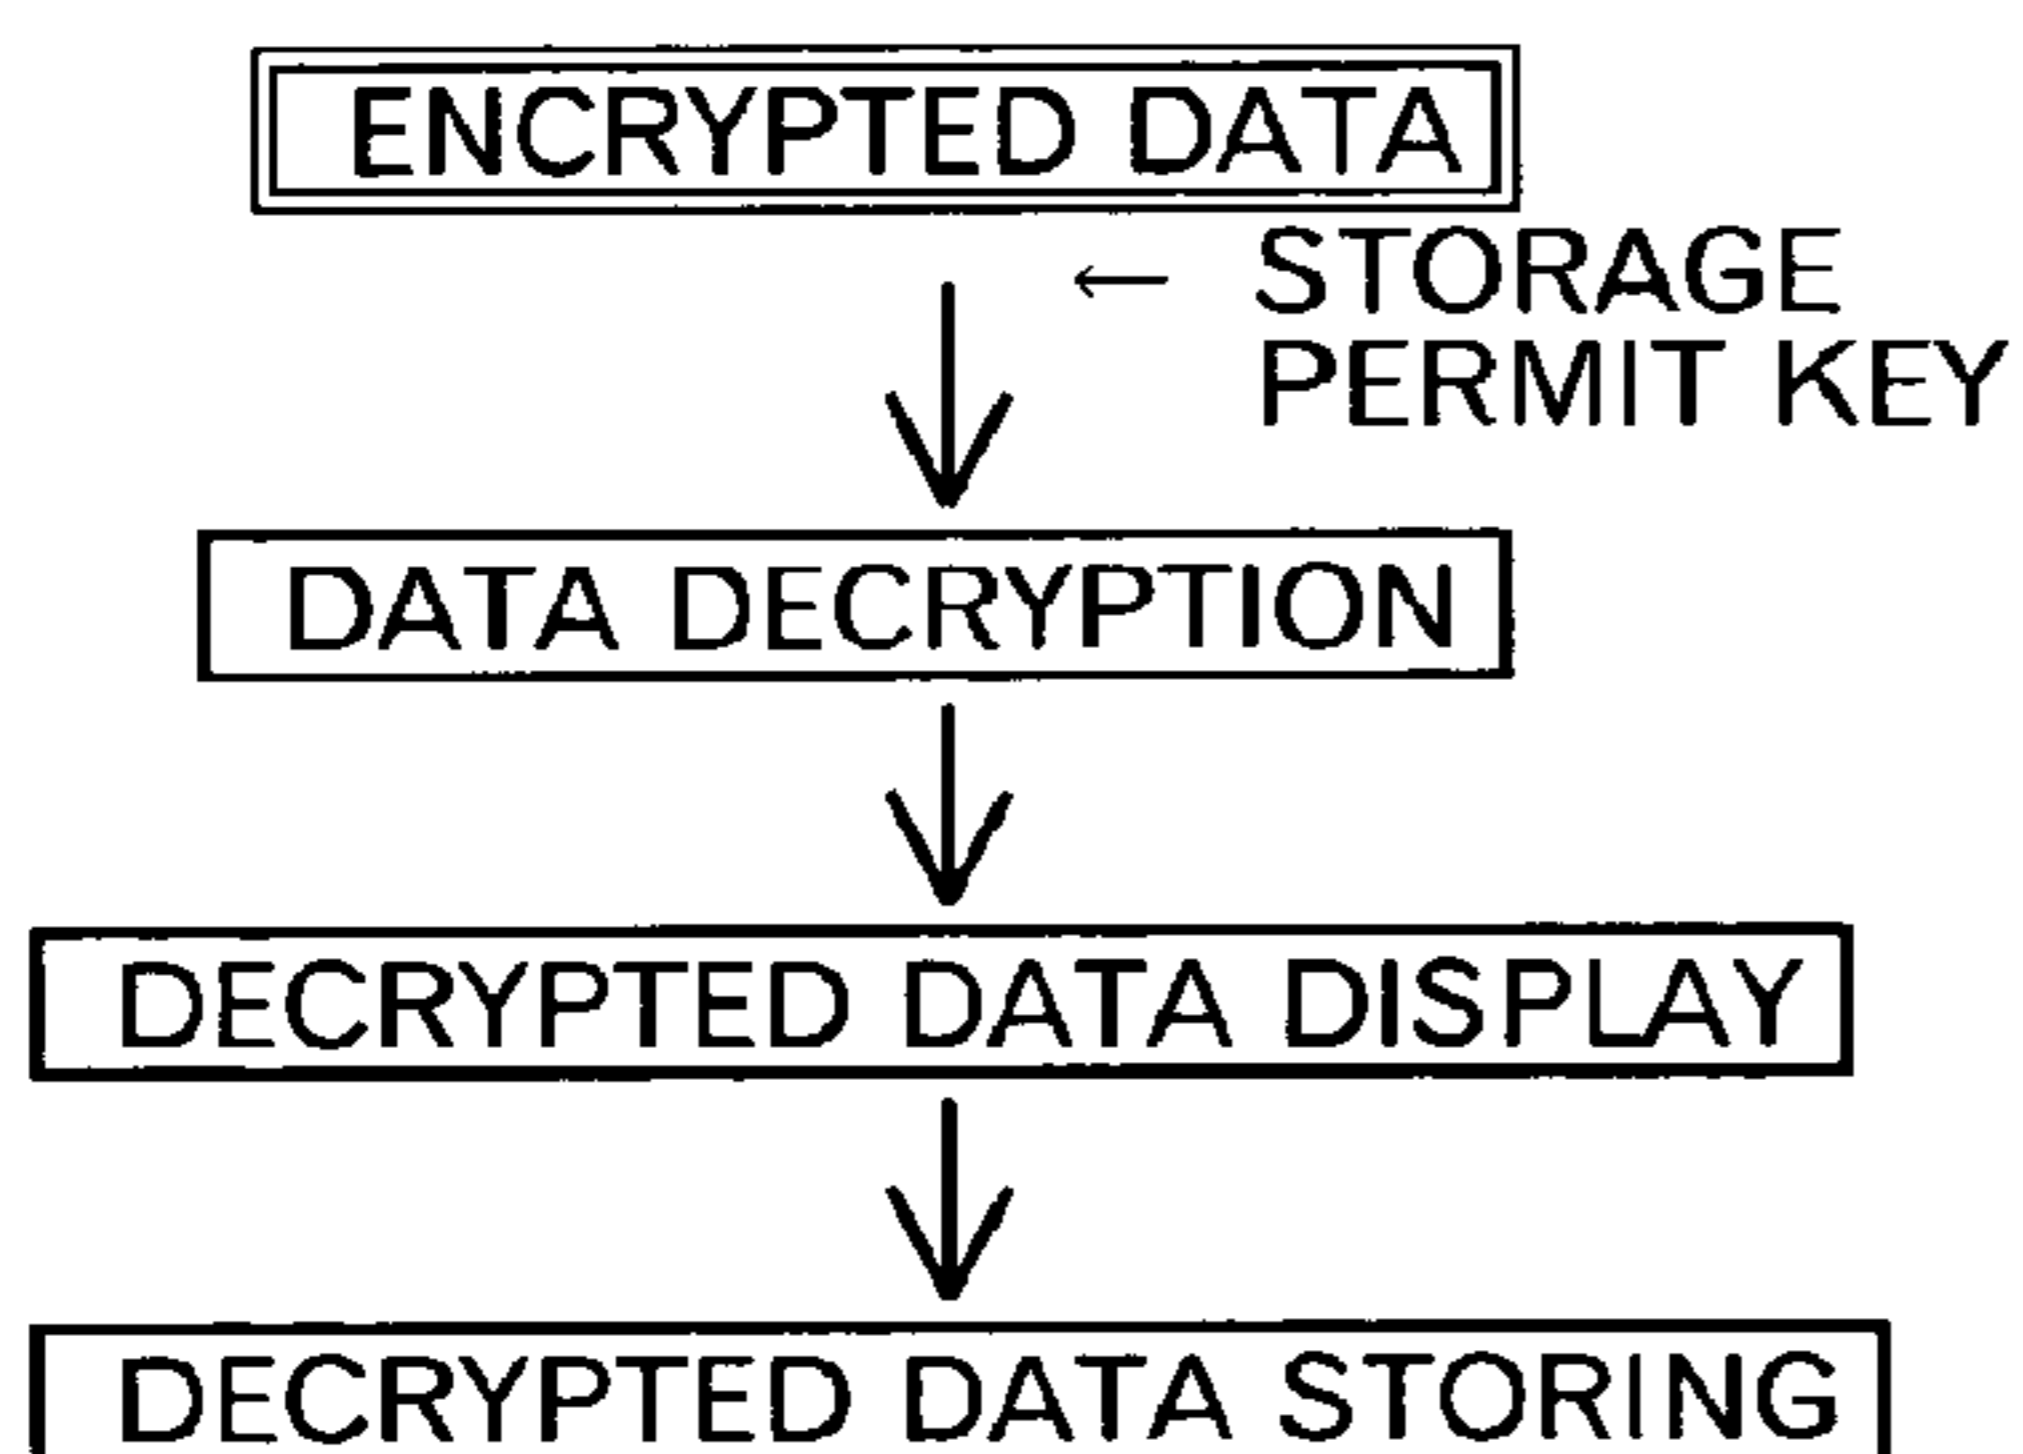 ENCRYPTED DATA
← STORAGE
PERMIT KEY
DATA DECRYPTION
DECRYPTED DATA DISPLAY
DECRYPTED DATA STORING